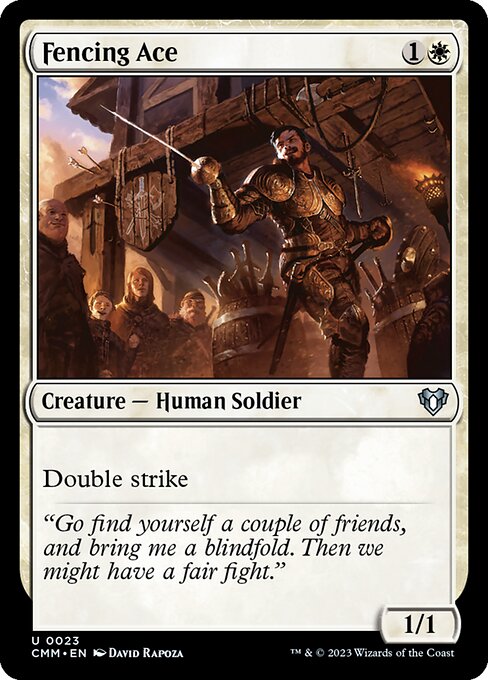 Fencing Ace
1
Creature — Human Soldier
Double strike
“Go find yourself a couple of friends,
and bring me a blindfold. Then we
might have a fair fight.”
1/1
U 0023
CMM • EN DAVID RAPOZA
™ & © 2023 Wizards of the Coast